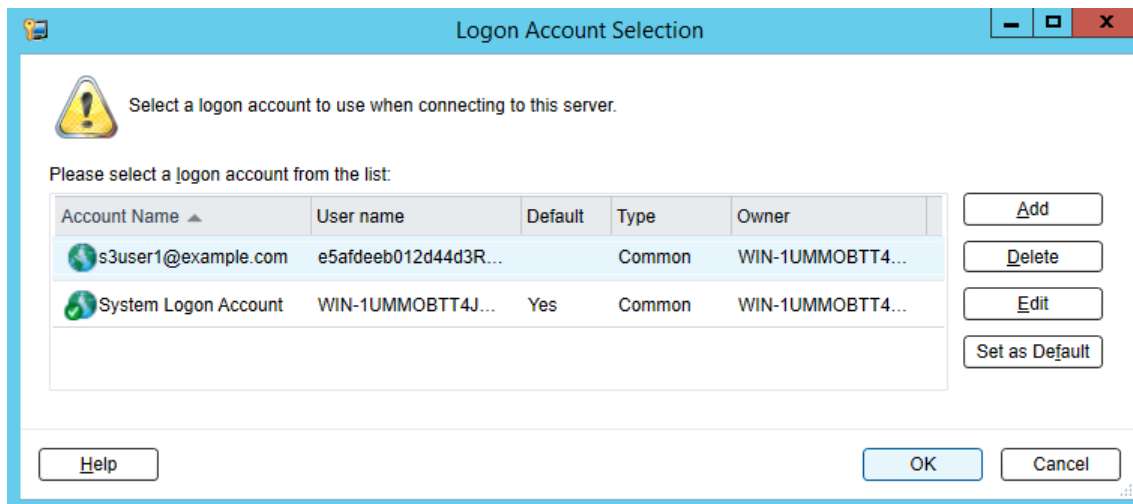 Logon Account Selection
Select a logon account to use when connecting to this server.
Please select a logon account from the list:
Account Name User name Default Type Owner
s3user1@example.com e5afdeeb012d44d3R... Common WIN-1UMMOBTT4...
System Logon Account WIN-1UMMOBTT4J... Yes Common WIN-1UMMOBTT4...
Add
Delete
Edit
Set as Default
Help OK Cancel